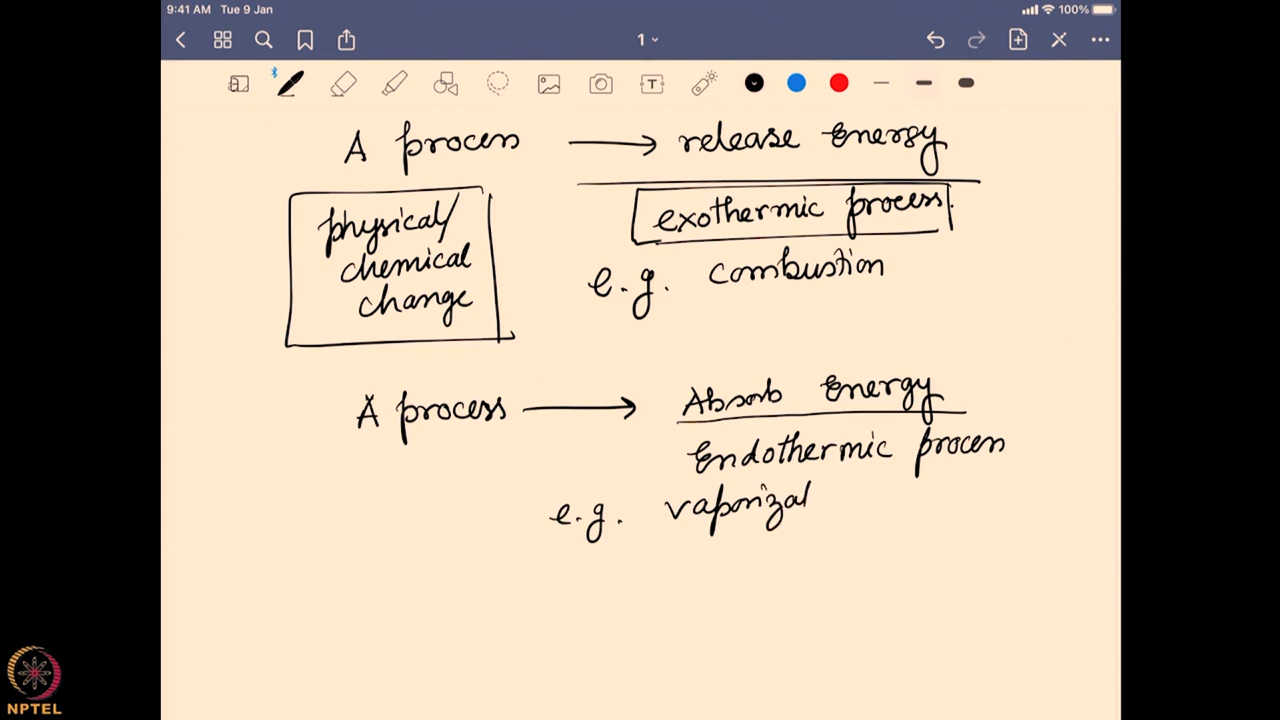 9:41 AM Tue 9 Jan
100%
1
T
A process → release Energy
physical/
chemical
change
exothermic process.
e.g. combustion
A process → Absorb Energy
Endothermic process
e.g. vaporizat
NPTEL